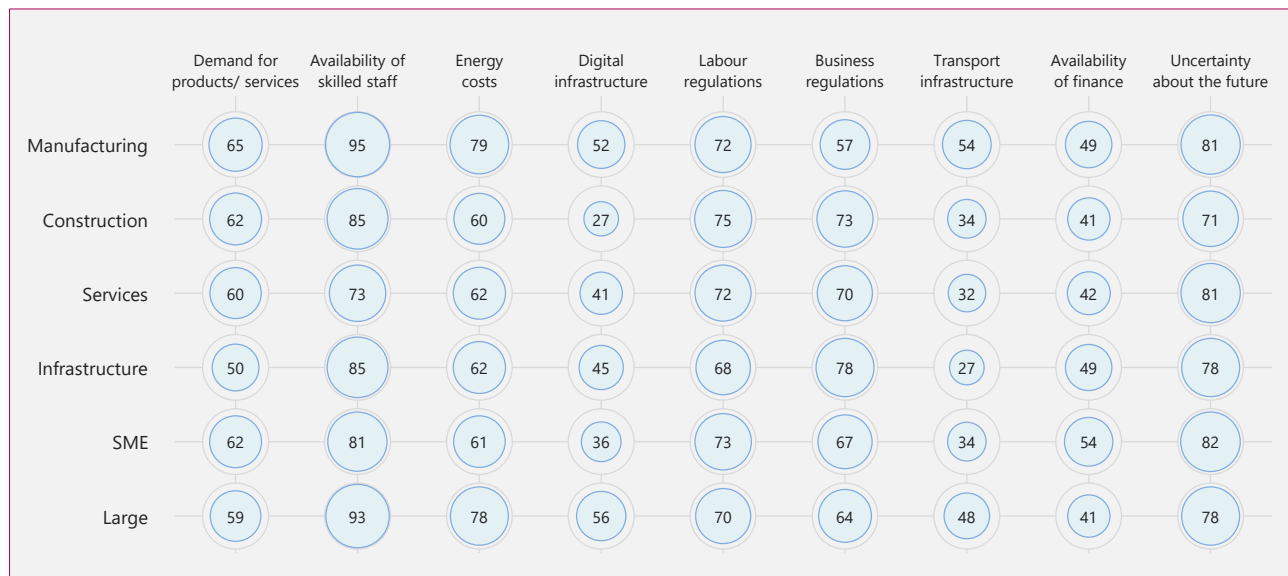 Demand for products/ services
Availability of skilled staff
Energy costs
Digital infrastructure
Labour regulations
Business regulations
Transport infrastructure
Availability of finance
Uncertainty about the future
Manufacturing 65 95 79 52 72 57 54 49 81
Construction 62 85 60 27 75 73 34 41 71
Services 60 73 62 41 72 70 32 42 81
Infrastructure 50 85 62 45 68 78 27 49 78
SME 62 81 61 36 73 67 34 54 82
Large 59 93 78 56 70 64 48 41 78